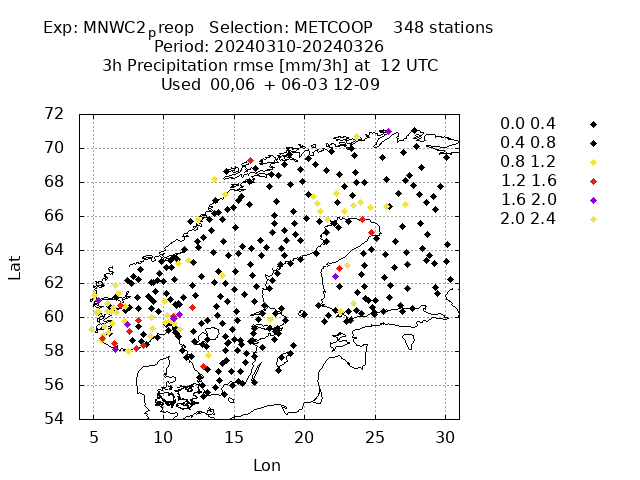 Exp: MNWC2preop   Selection: METCOOP    348 stations
Period: 20240310-20240326
3h Precipitation rmse [mm/3h] at  12 UTC
Used  00,06  + 06-03 12-09
72
70
68
66
64
62
60
58
56
54
5 10 15 20 25 30
Lat
Lon
0.0 0.4
0.4 0.8
0.8 1.2
1.2 1.6
1.6 2.0
2.0 2.4